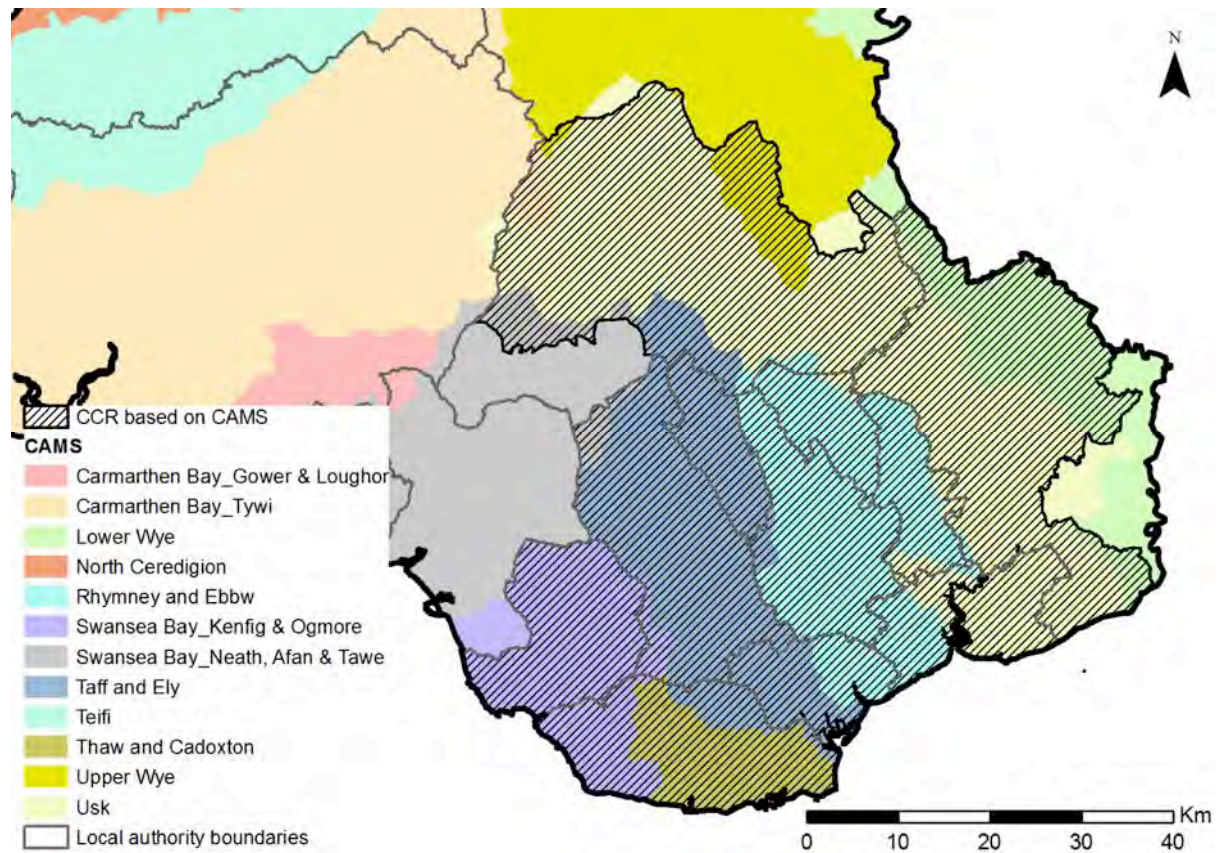 N
CCR based on CAMS
CAMS
Carmarthen Bay_Gower & Loughor
Carmarthen Bay_Tywi
Lower Wye
North Ceredigion
Rhymney and Ebbw
Swansea Bay_Kenfig & Ogmore
Swansea Bay_Neath, Afan & Tawe
Taff and Ely
Teifi
Thaw and Cadoxton
Upper Wye
Usk
Local authority boundaries
Km
0 10 20 30 40